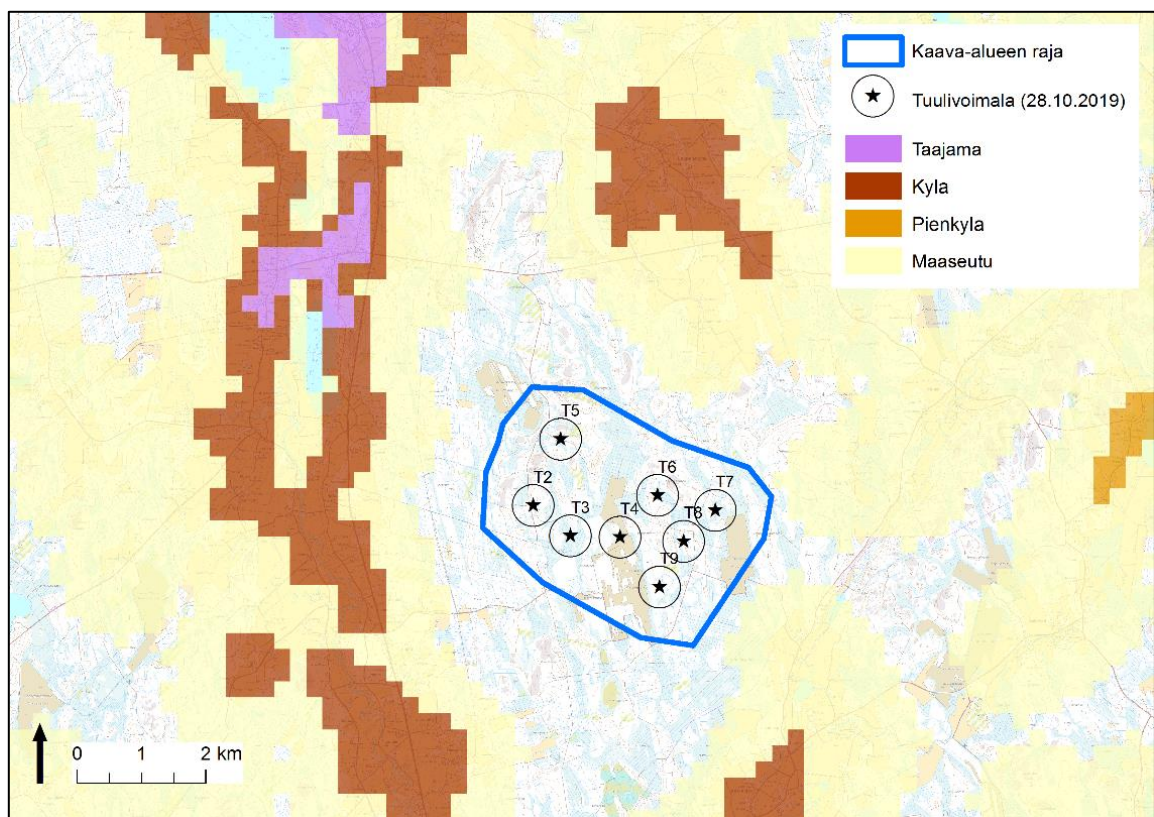 Kaava-alueen raja
Tuulivoimala (28.10.2019)
Taajama
Kyla
Pienkyla
Maaseutu
T5
T6
T2
T7
T3
T4
T8
T9
0 1 2 km